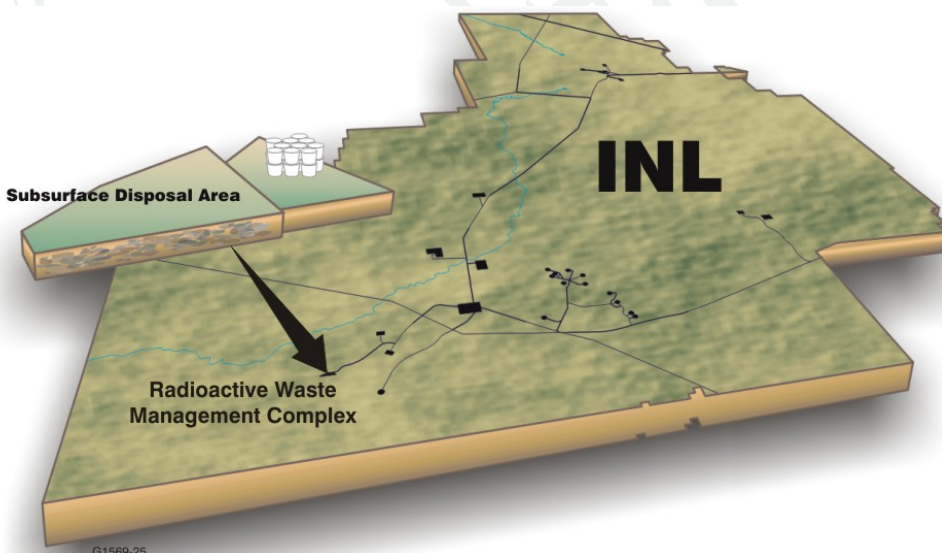 INL
Subsurface Disposal Area
Radioactive Waste
Management Complex
G1569-25